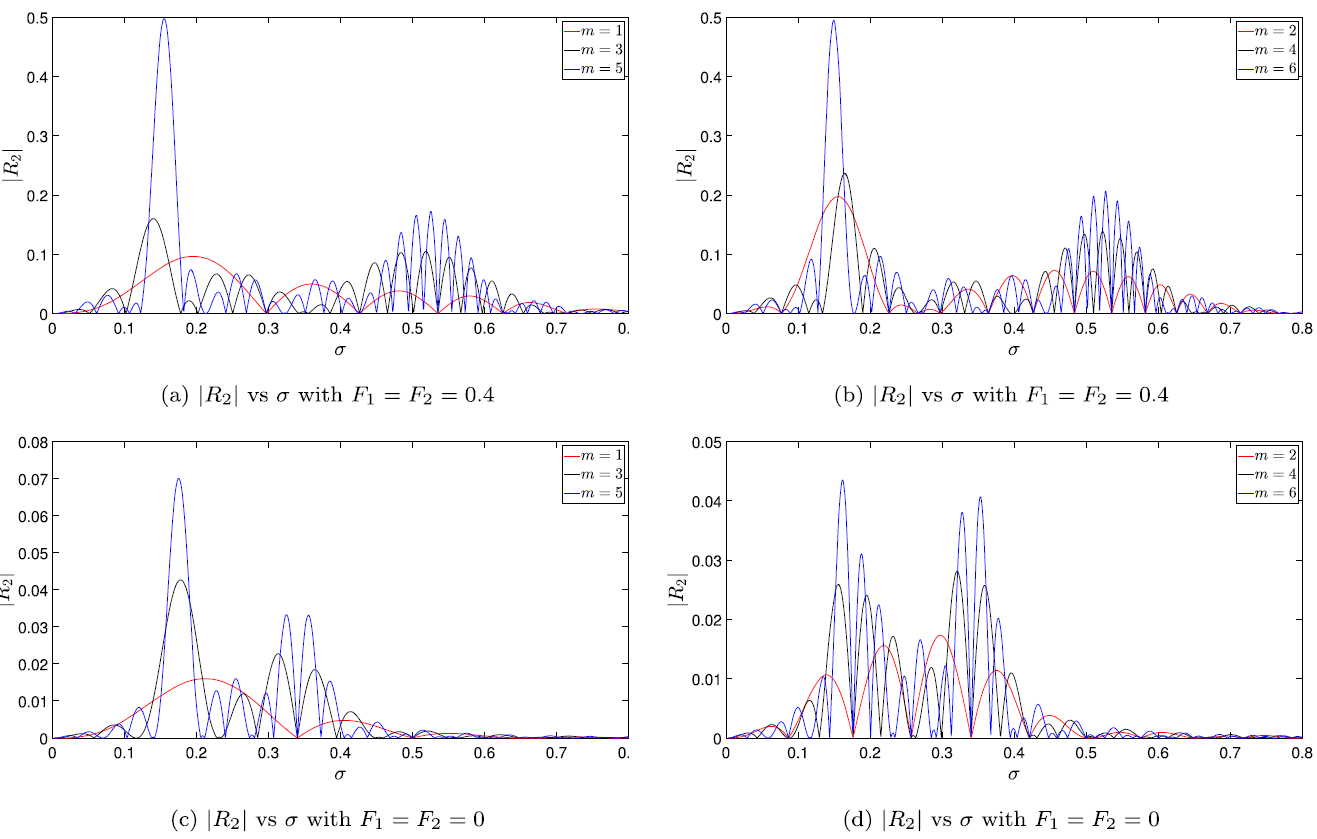 0.5
0.4
0.3
0.2
0.1
0
|R₂|
0 0.1 0.2 0.3 0.4 0.5 0.6 0.7 0.
σ
m = 1
m = 3
m = 5
(a) |R₂| vs σ with F₁ = F₂ = 0.4
0.5
0.4
0.3
0.2
0.1
0
|R₂|
0 0.1 0.2 0.3 0.4 0.5 0.6 0.7 0.8
σ
m = 2
m = 4
m = 6
(b) |R₂| vs σ with F₁ = F₂ = 0.4
0.08
0.07
0.06
0.05
0.04
0.03
0.02
0.01
0
|R₂|
0 0.1 0.2 0.3 0.4 0.5 0.6 0.7 0.
σ
m = 1
m = 3
m = 5
(c) |R₂| vs σ with F₁ = F₂ = 0
0.05
0.04
0.03
0.02
0.01
0
|R₂|
0 0.1 0.2 0.3 0.4 0.5 0.6 0.7 0.8
σ
m = 2
m = 4
m = 6
(d) |R₂| vs σ with F₁ = F₂ = 0